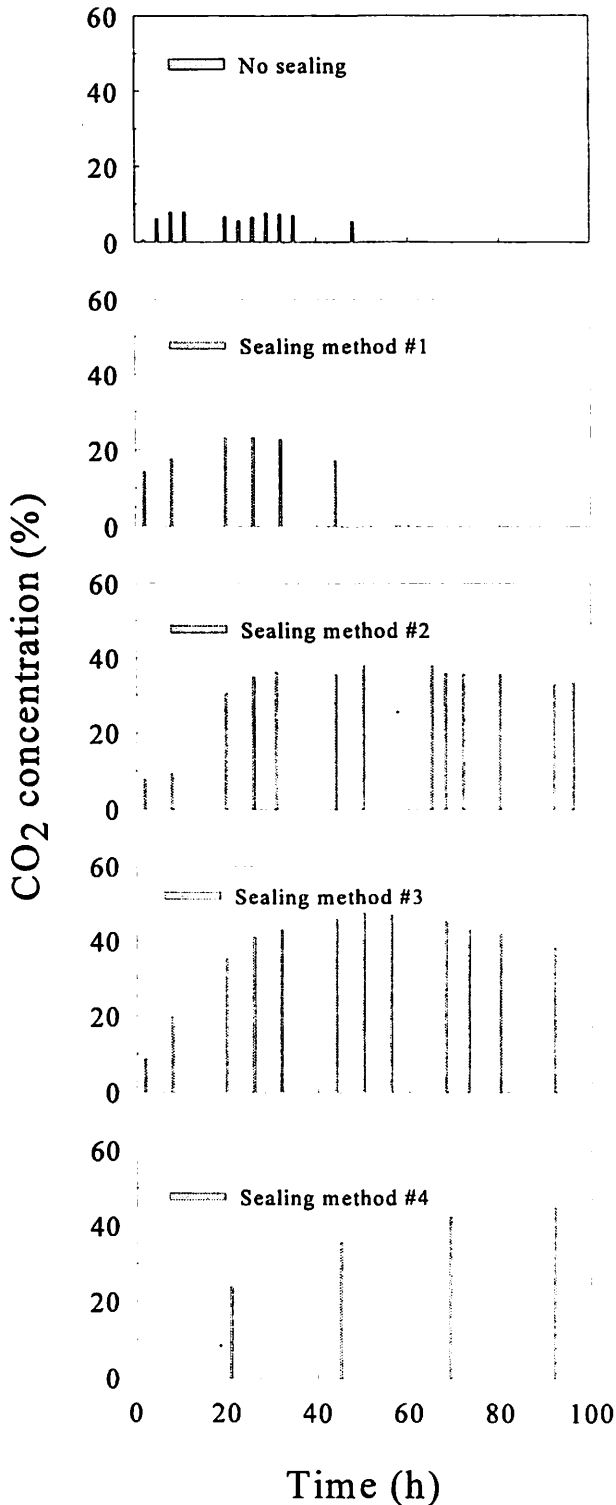 60
No sealing
40
20
0
60
Sealing method #1
40
20
0
60
Sealing method #2
40
20
0
60
Sealing method #3
40
20
0
60
Sealing method #4
40
20
0
0 20 40 60 80 100
CO2 concentration (%)
Time (h)